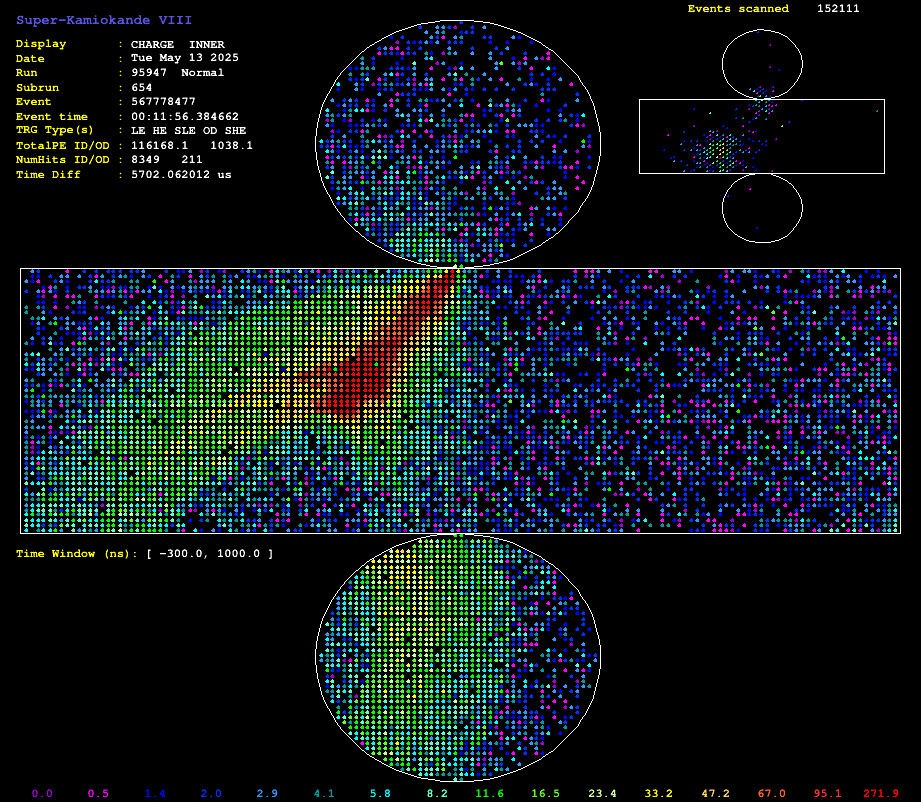 Super-Kamiokande VIII
Events scanned 152111
Display : CHARGE INNER
Date : Tue May 13 2025
Run : 95947 Normal
Subrun : 654
Event : 567778477
Event time : 00:11:56.384662
TRG Type(s) : LE HE SLE OD SHE
TotalPE ID/OD : 116168.1 1038.1
NumHits ID/OD : 8349 211
Time Diff : 5702.062012 us
Time Window (ns): [ −300.0, 1000.0 ]
0.0 0.5 1.4 2.0 2.9 4.1 5.8 8.2 11.6 16.5 23.4 33.2 47.2 67.0 95.1 271.9